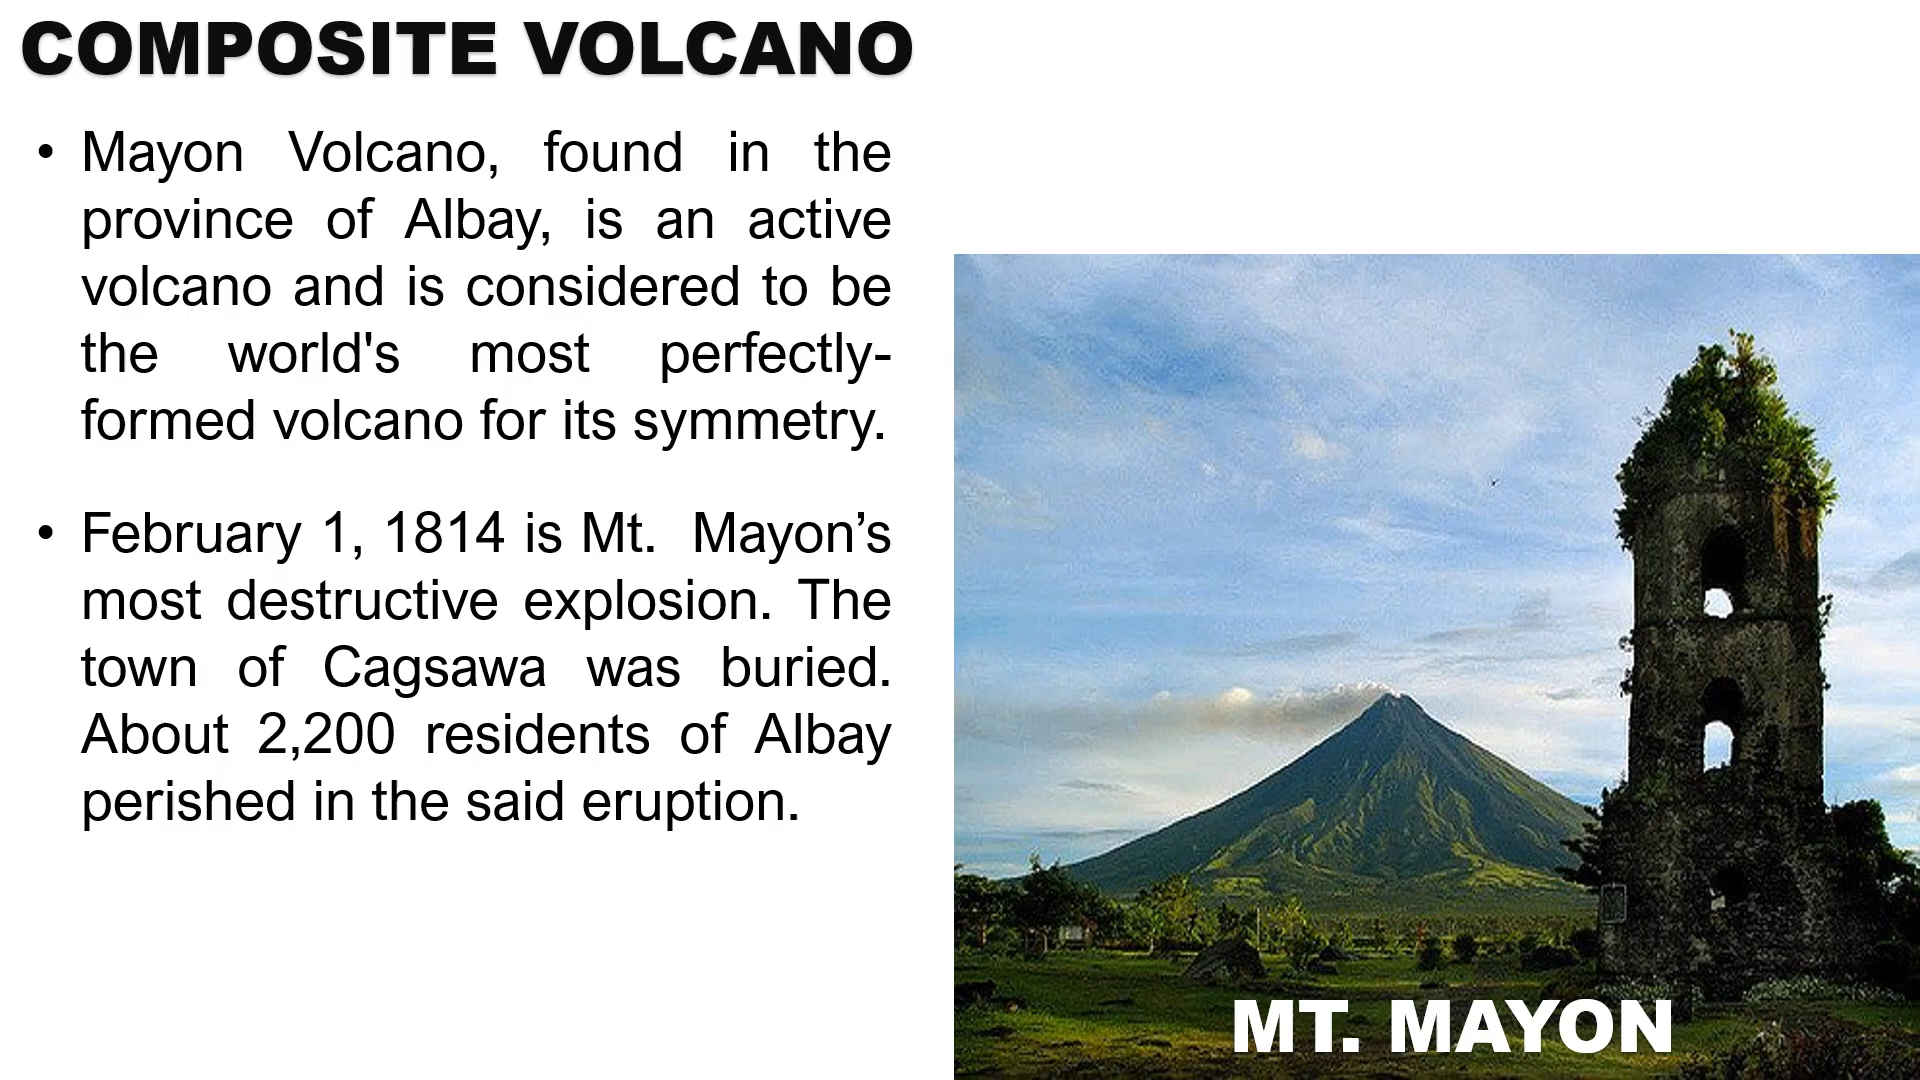 COMPOSITE VOLCANO
• Mayon Volcano, found in the
province of Albay, is an active
volcano and is considered to be
the world's most perfectly-
formed volcano for its symmetry.
• February 1, 1814 is Mt.  Mayon’s
most destructive explosion. The
town of Cagsawa was buried.
About 2,200 residents of Albay
perished in the said eruption.
MT. MAYON